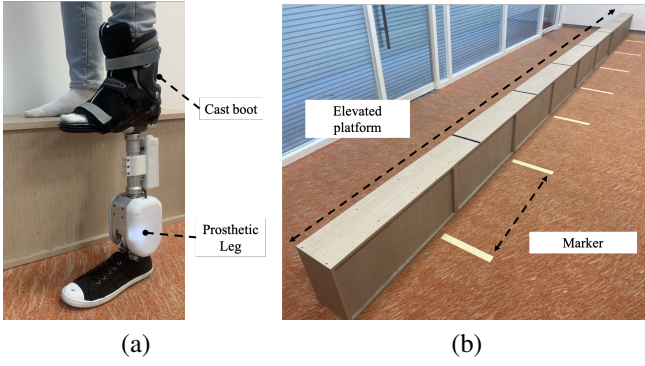 Cast boot
Prosthetic
Leg
(a)
Elevated
platform
Marker
(b)